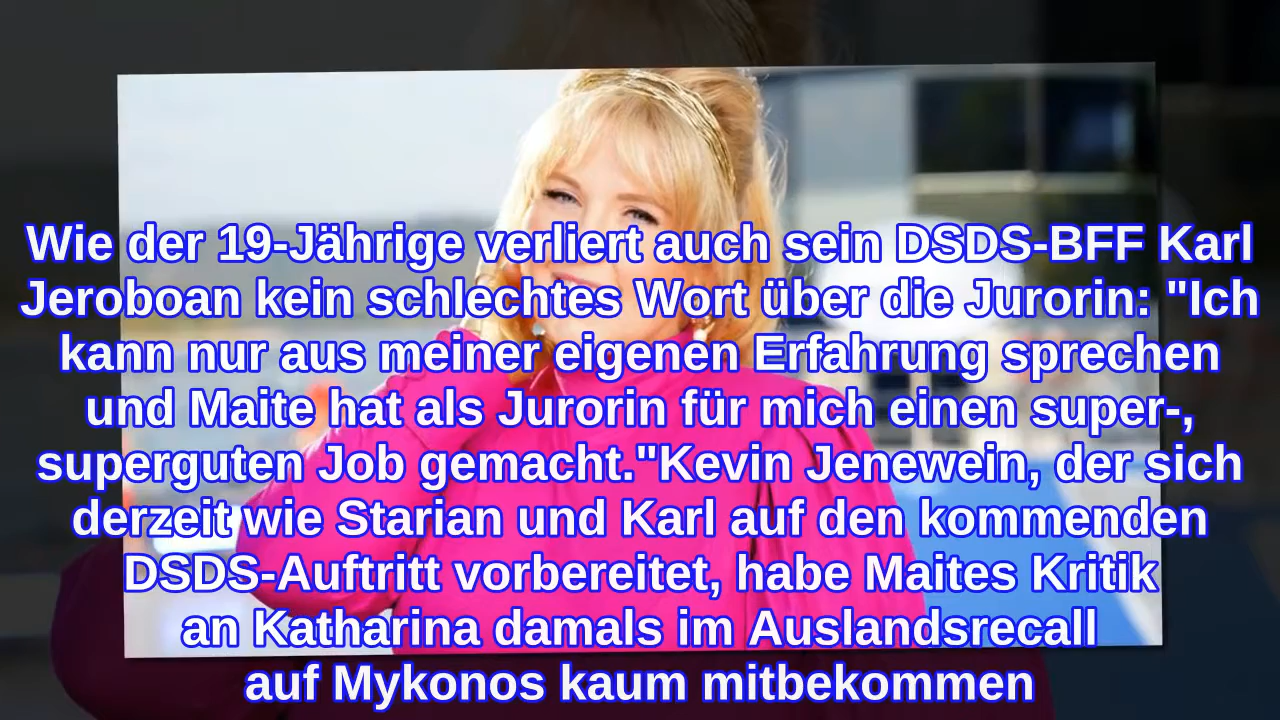 Wie der 19-Jährige verliert auch sein DSDS-BFF Karl
Jeroboan kein schlechtes Wort über die Jurorin: "Ich
kann nur aus meiner eigenen Erfahrung sprechen
und Maite hat als Jurorin für mich einen super-,
superguten Job gemacht."Kevin Jenewein, der sich
derzeit wie Starian und Karl auf den kommenden
DSDS-Auftritt vorbereitet, habe Maites Kritik
an Katharina damals im Auslandsrecall
auf Mykonos kaum mitbekommen